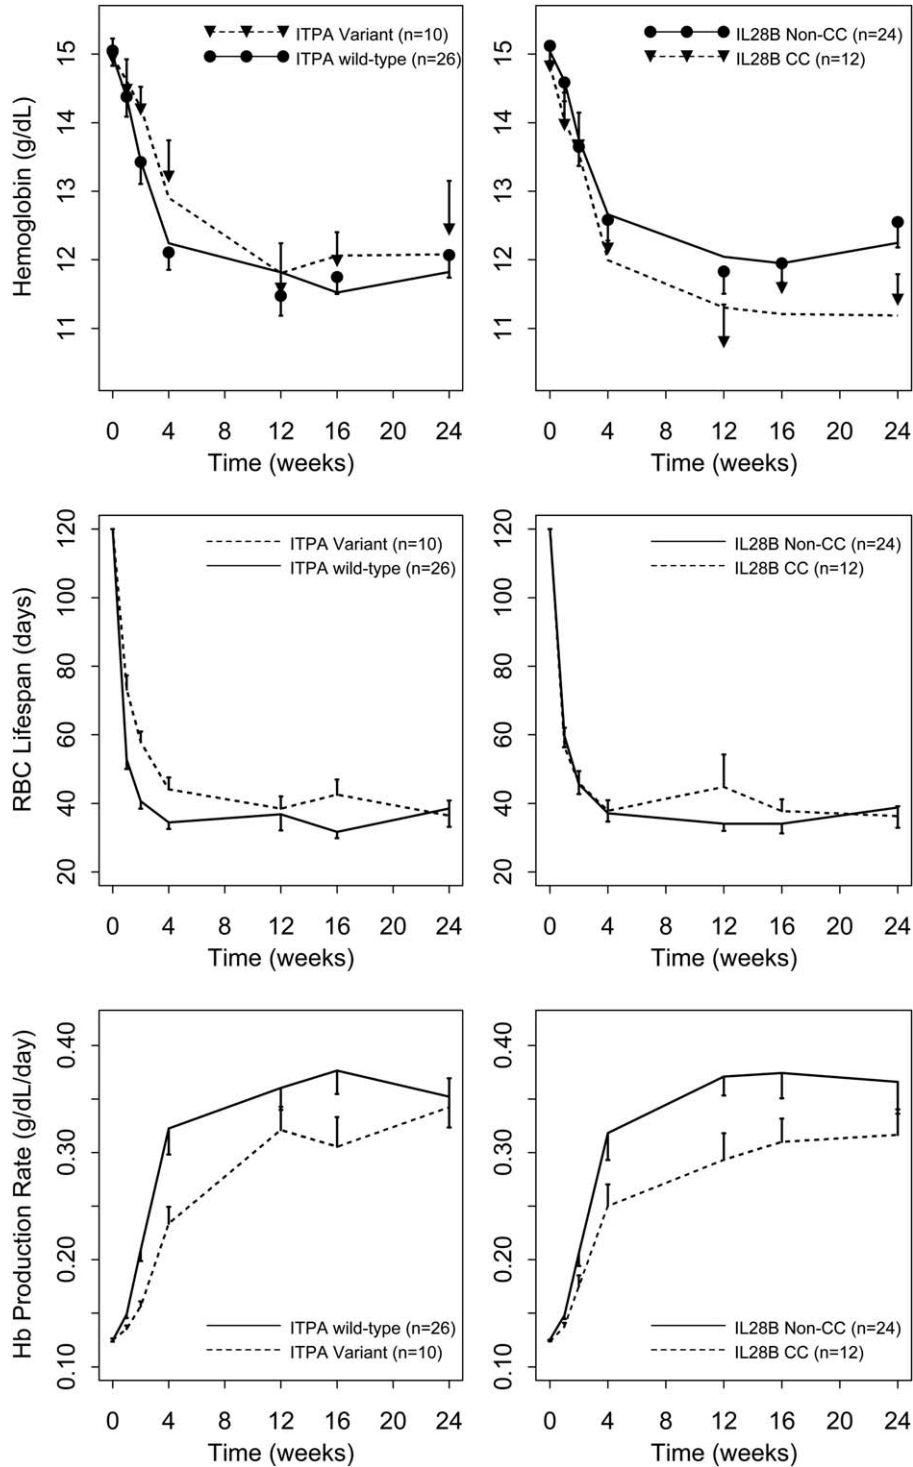 ITPA Variant (n=10)
ITPA wild-type (n=26)
Hemoglobin (g/dL)
15
14
13
12
11
0 4 8 12 16 20 24
Time (weeks)
IL28B Non-CC (n=24)
IL28B CC (n=12)
15
14
13
12
11
0 4 8 12 16 20 24
Time (weeks)
ITPA Variant (n=10)
ITPA wild-type (n=26)
RBC Lifespan (days)
120
100
80
60
40
20
0 4 8 12 16 20 24
Time (weeks)
IL28B Non-CC (n=24)
IL28B CC (n=12)
120
100
80
60
40
20
0 4 8 12 16 20 24
Time (weeks)
Hb Production Rate (g/dL/day)
0.40
0.30
0.20
0.10
ITPA wild-type (n=26)
ITPA Variant (n=10)
0 4 8 12 16 20 24
Time (weeks)
0.40
0.30
0.20
0.10
IL28B Non-CC (n=24)
IL28B CC (n=12)
0 4 8 12 16 20 24
Time (weeks)